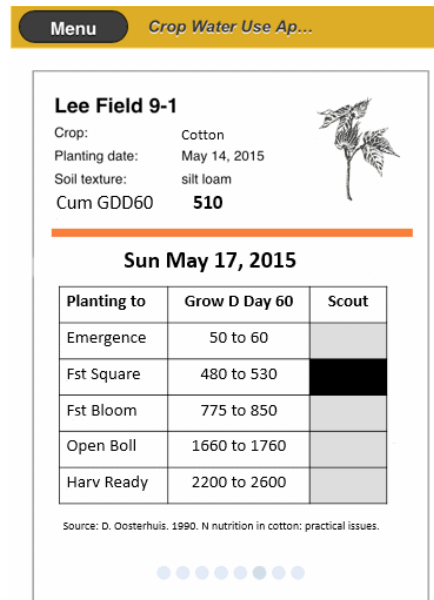 Menu Crop Water Use Ap...
Lee Field 9-1
Crop: Cotton
Planting date: May 14, 2015
Soil texture: silt loam
Cum GDD60 510
Sun May 17, 2015
Planting to Grow D Day 60 Scout
Emergence 50 to 60
Fst Square 480 to 530
Fst Bloom 775 to 850
Open Boll 1660 to 1760
Harv Ready 2200 to 2600
Source: D. Oosterhuis. 1990. N nutrition in cotton: practical issues.